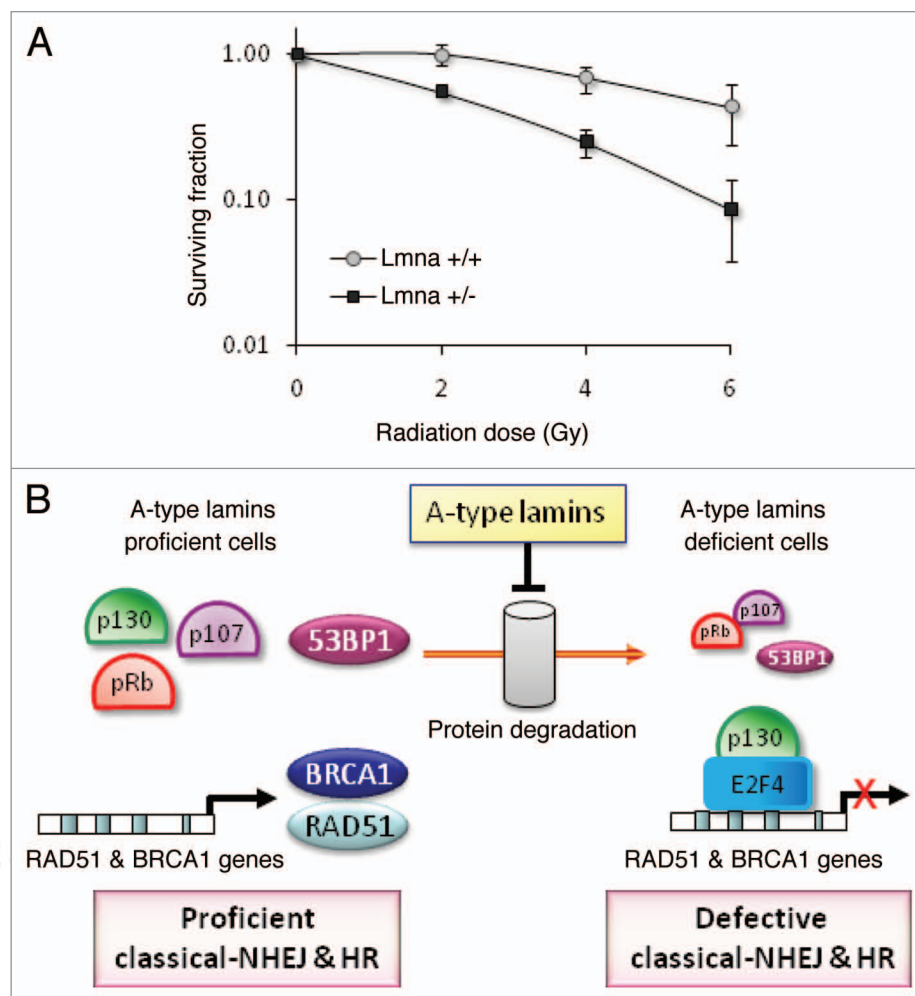 A
1.00
0.10
0.01
Surviving fraction
Lmna +/+
Lmna +/-
0
2
4
6
Radiation dose (Gy)
B
A-type lamins
proficient cells
A-type lamins
A-type lamins
deficient cells
p130
p107
pRb
53BP1
Protein degradation
p107
pRb
53BP1
BRCA1
RAD51
RAD51 & BRCA1 genes
p130
E2F4
X
RAD51 & BRCA1 genes
Proficient
classical-NHEJ & HR
Defective
classical-NHEJ & HR